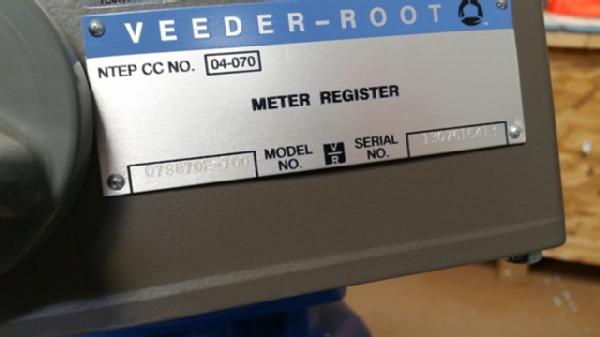 VEEDER-ROOT
NTEP CC NO. 04-070
METER REGISTER
MODEL NO. V/R SERIAL NO.